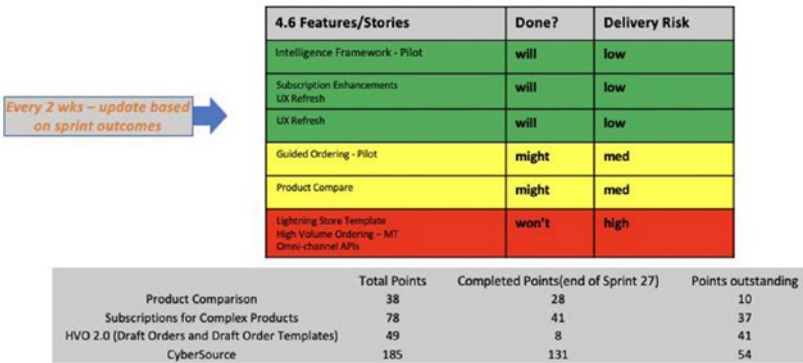 4.6 Features/Stories Done? Delivery Risk
Intelligence Framework - Pilot will low
Subscription Enhancements
UX Refresh will low
UX Refresh will low
Every 2 wks – update based
on sprint outcomes
Guided Ordering - Pilot might med
Product Compare might med
Lightning Store Template
High Volume Ordering – MT
Omni-channel APIs won't high
Total Points Completed Points(end of Sprint 27) Points outstanding
Product Comparison 38 28 10
Subscriptions for Complex Products 78 41 37
HVO 2.0 (Draft Orders and Draft Order Templates) 49 8 41
CyberSource 185 131 54